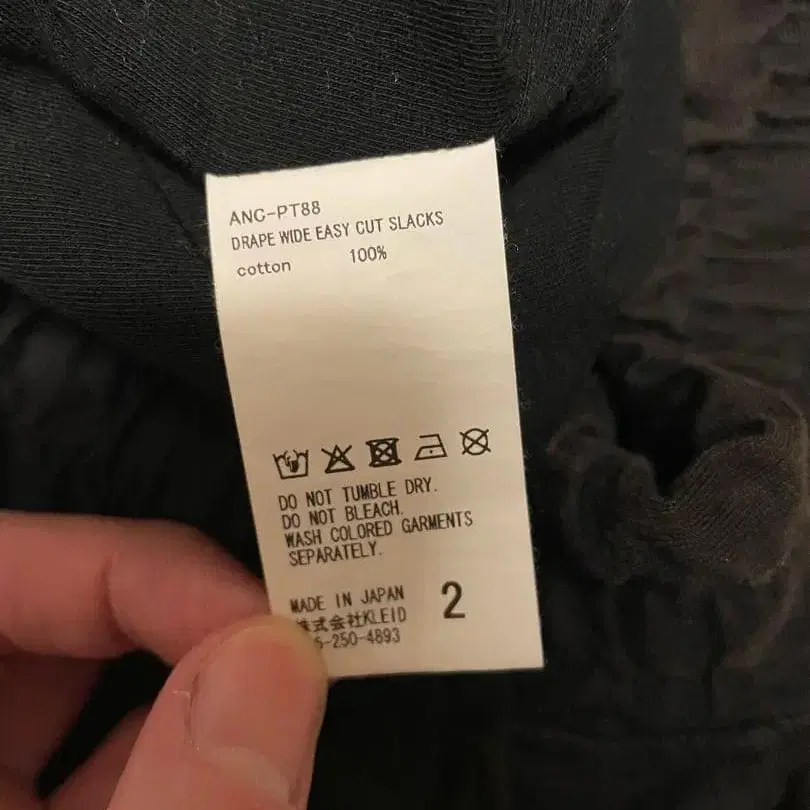 ANC-PT88
DRAPE WIDE EASY CUT SLACKS
cotton 100%
DO NOT TUMBLE DRY.
DO NOT BLEACH.
WASH COLORED GARMENTS
SEPARATELY.
MADE IN JAPAN
株式会社KLEID
5-250-4893
2